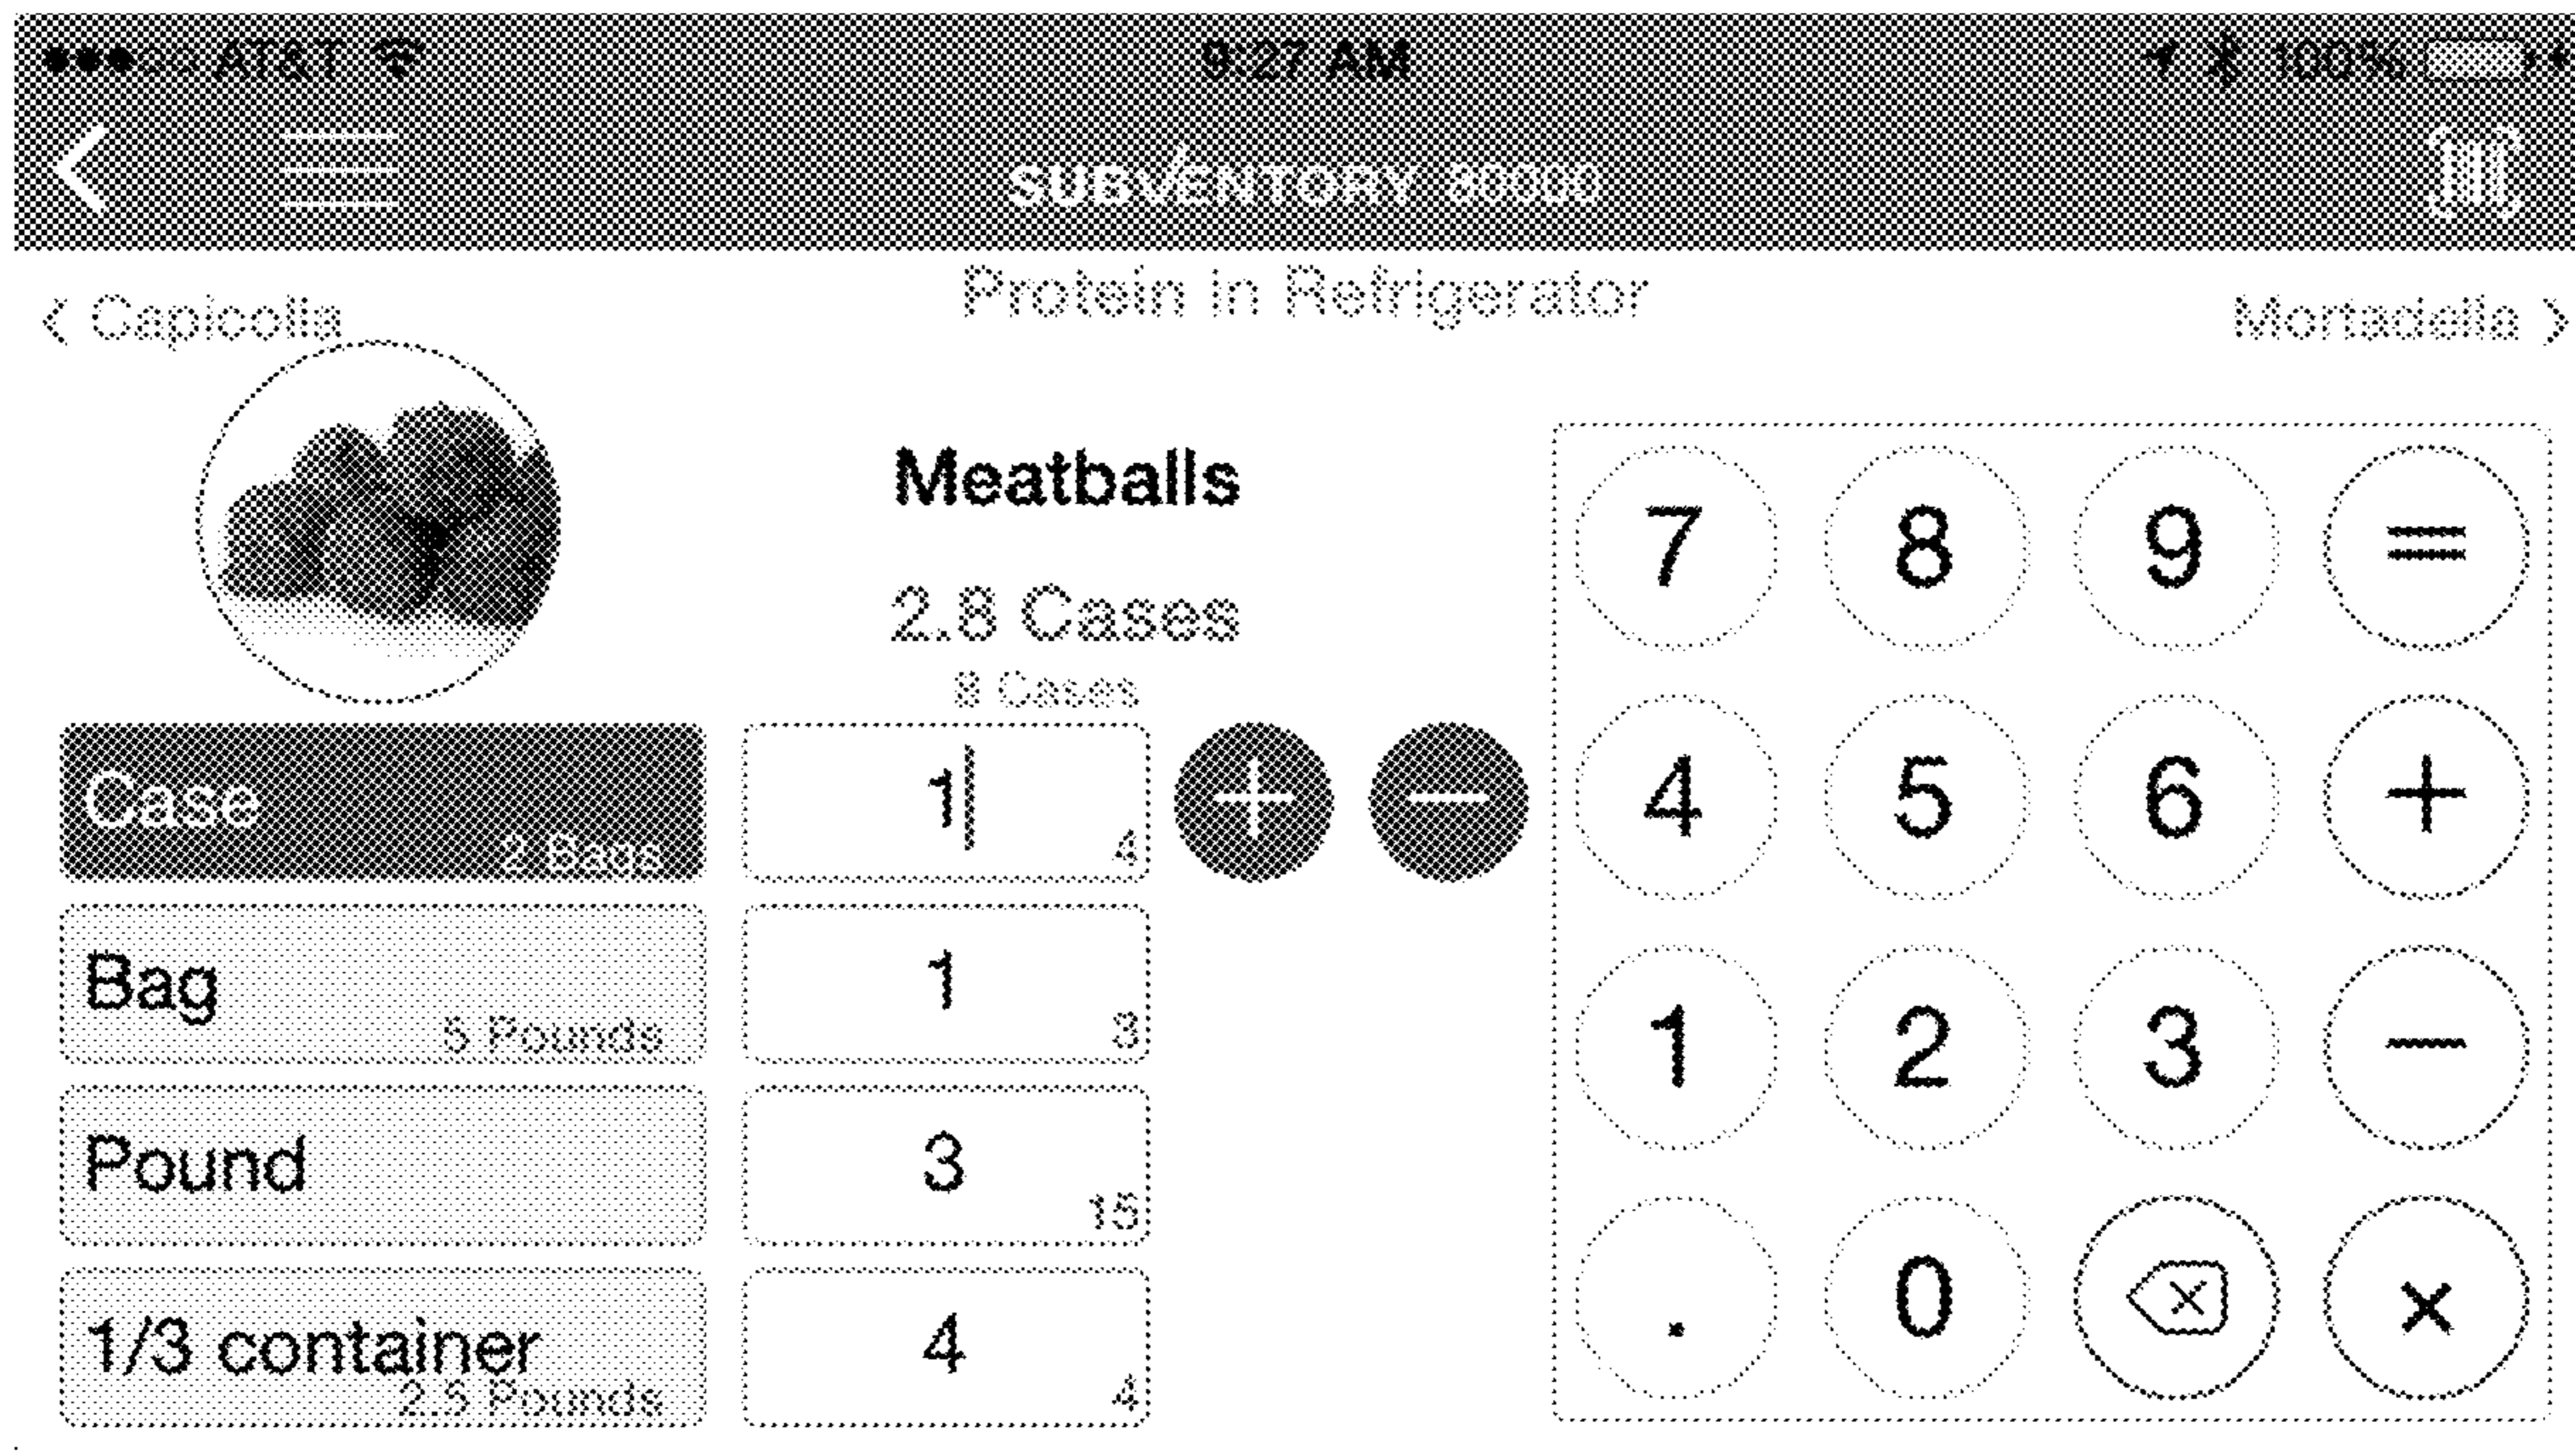 AT&T 9:27 AM 100%
SUBVENTORY 80000
Protein in Refrigerator
< Capicolla Mortadella >
Meatballs
2.8 Cases
8 Cases
Case 2 Bags 1 4 + −
Bag 5 Pounds 1 3
Pound 3 15
1/3 container 2.5 Pounds 4 4
7 8 9 =
4 5 6 +
1 2 3 −
. 0 x ×